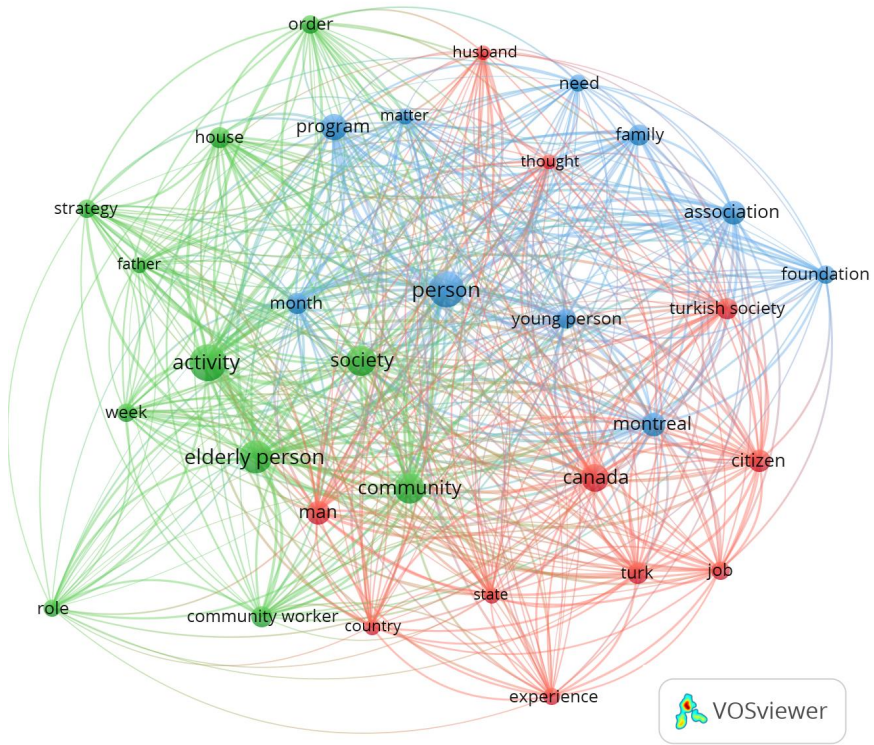 order
husband
need
program
matter
house
family
thought
strategy
association
father
foundation
person
month
turkish society
young person
activity
society
week
montreal
elderly person
citizen
canada
community
man
turk
job
state
role
community worker
country
experience
VOSviewer